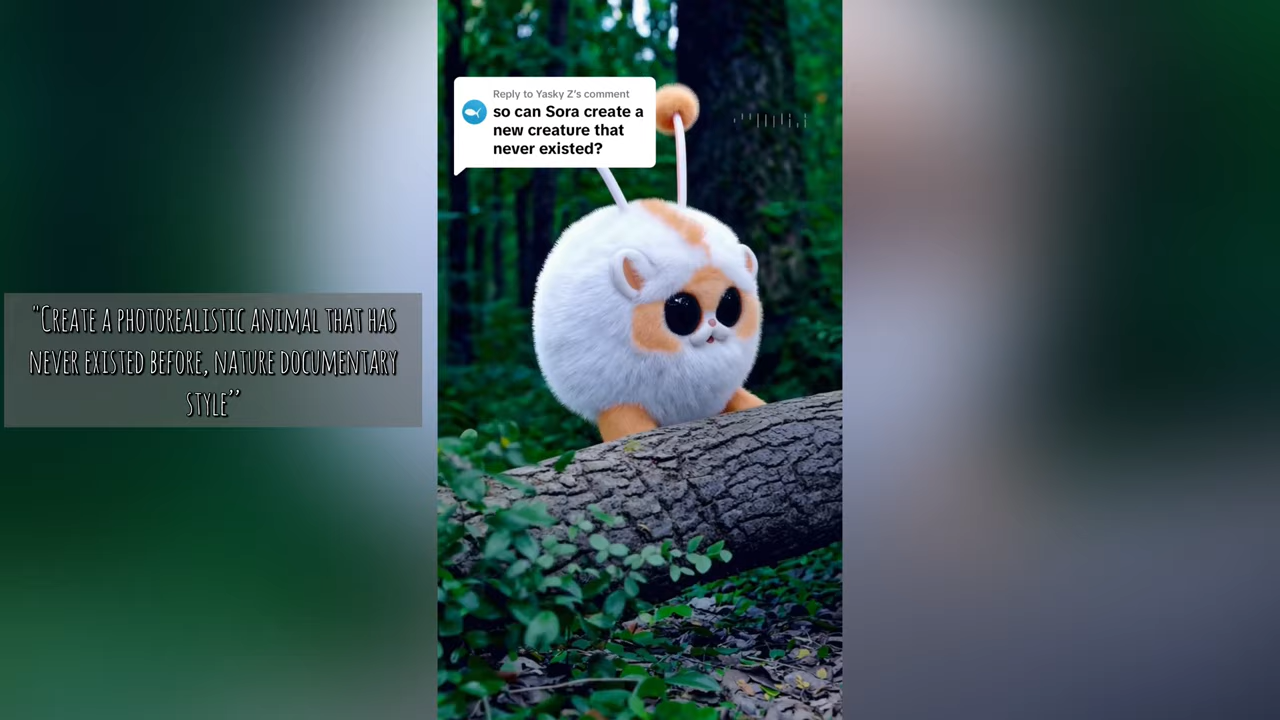 Reply to Yasky Z's comment
so can Sora create a
new creature that
never existed?
"Create a photorealistic animal that has
never existed before, nature documentary
style”